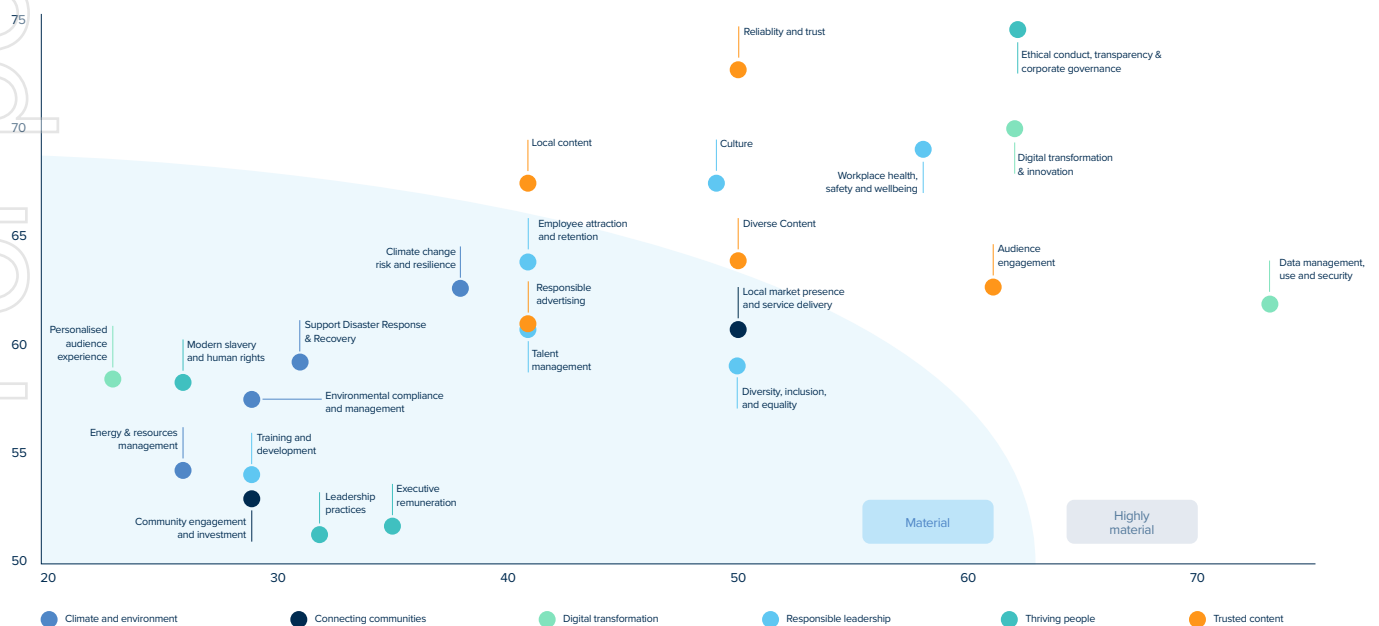 75
Reliablity and trust
Ethical conduct, transparency &
corporate governance
70
Local content
Culture
Digital transformation
& innovation
Workplace health,
safety and wellbeing
65
Employee attraction
and retention
Diverse Content
Climate change
risk and resilience
Audience
engagement
Data management,
use and security
Responsible
advertising
Local market presence
and service delivery
60
Personalised
audience
experience
Modern slavery
and human rights
Support Disaster Response
& Recovery
Talent
management
Environmental compliance
and management
Diversity, inclusion,
and equality
55
Energy & resources
management
Training and
development
Community engagement
and investment
Leadership
practices
Executive
remuneration
Material
Highly
material
50
20
30
40
50
60
70
Climate and environment
Connecting communities
Digital transformation
Responsible leadership
Thriving people
Trusted content